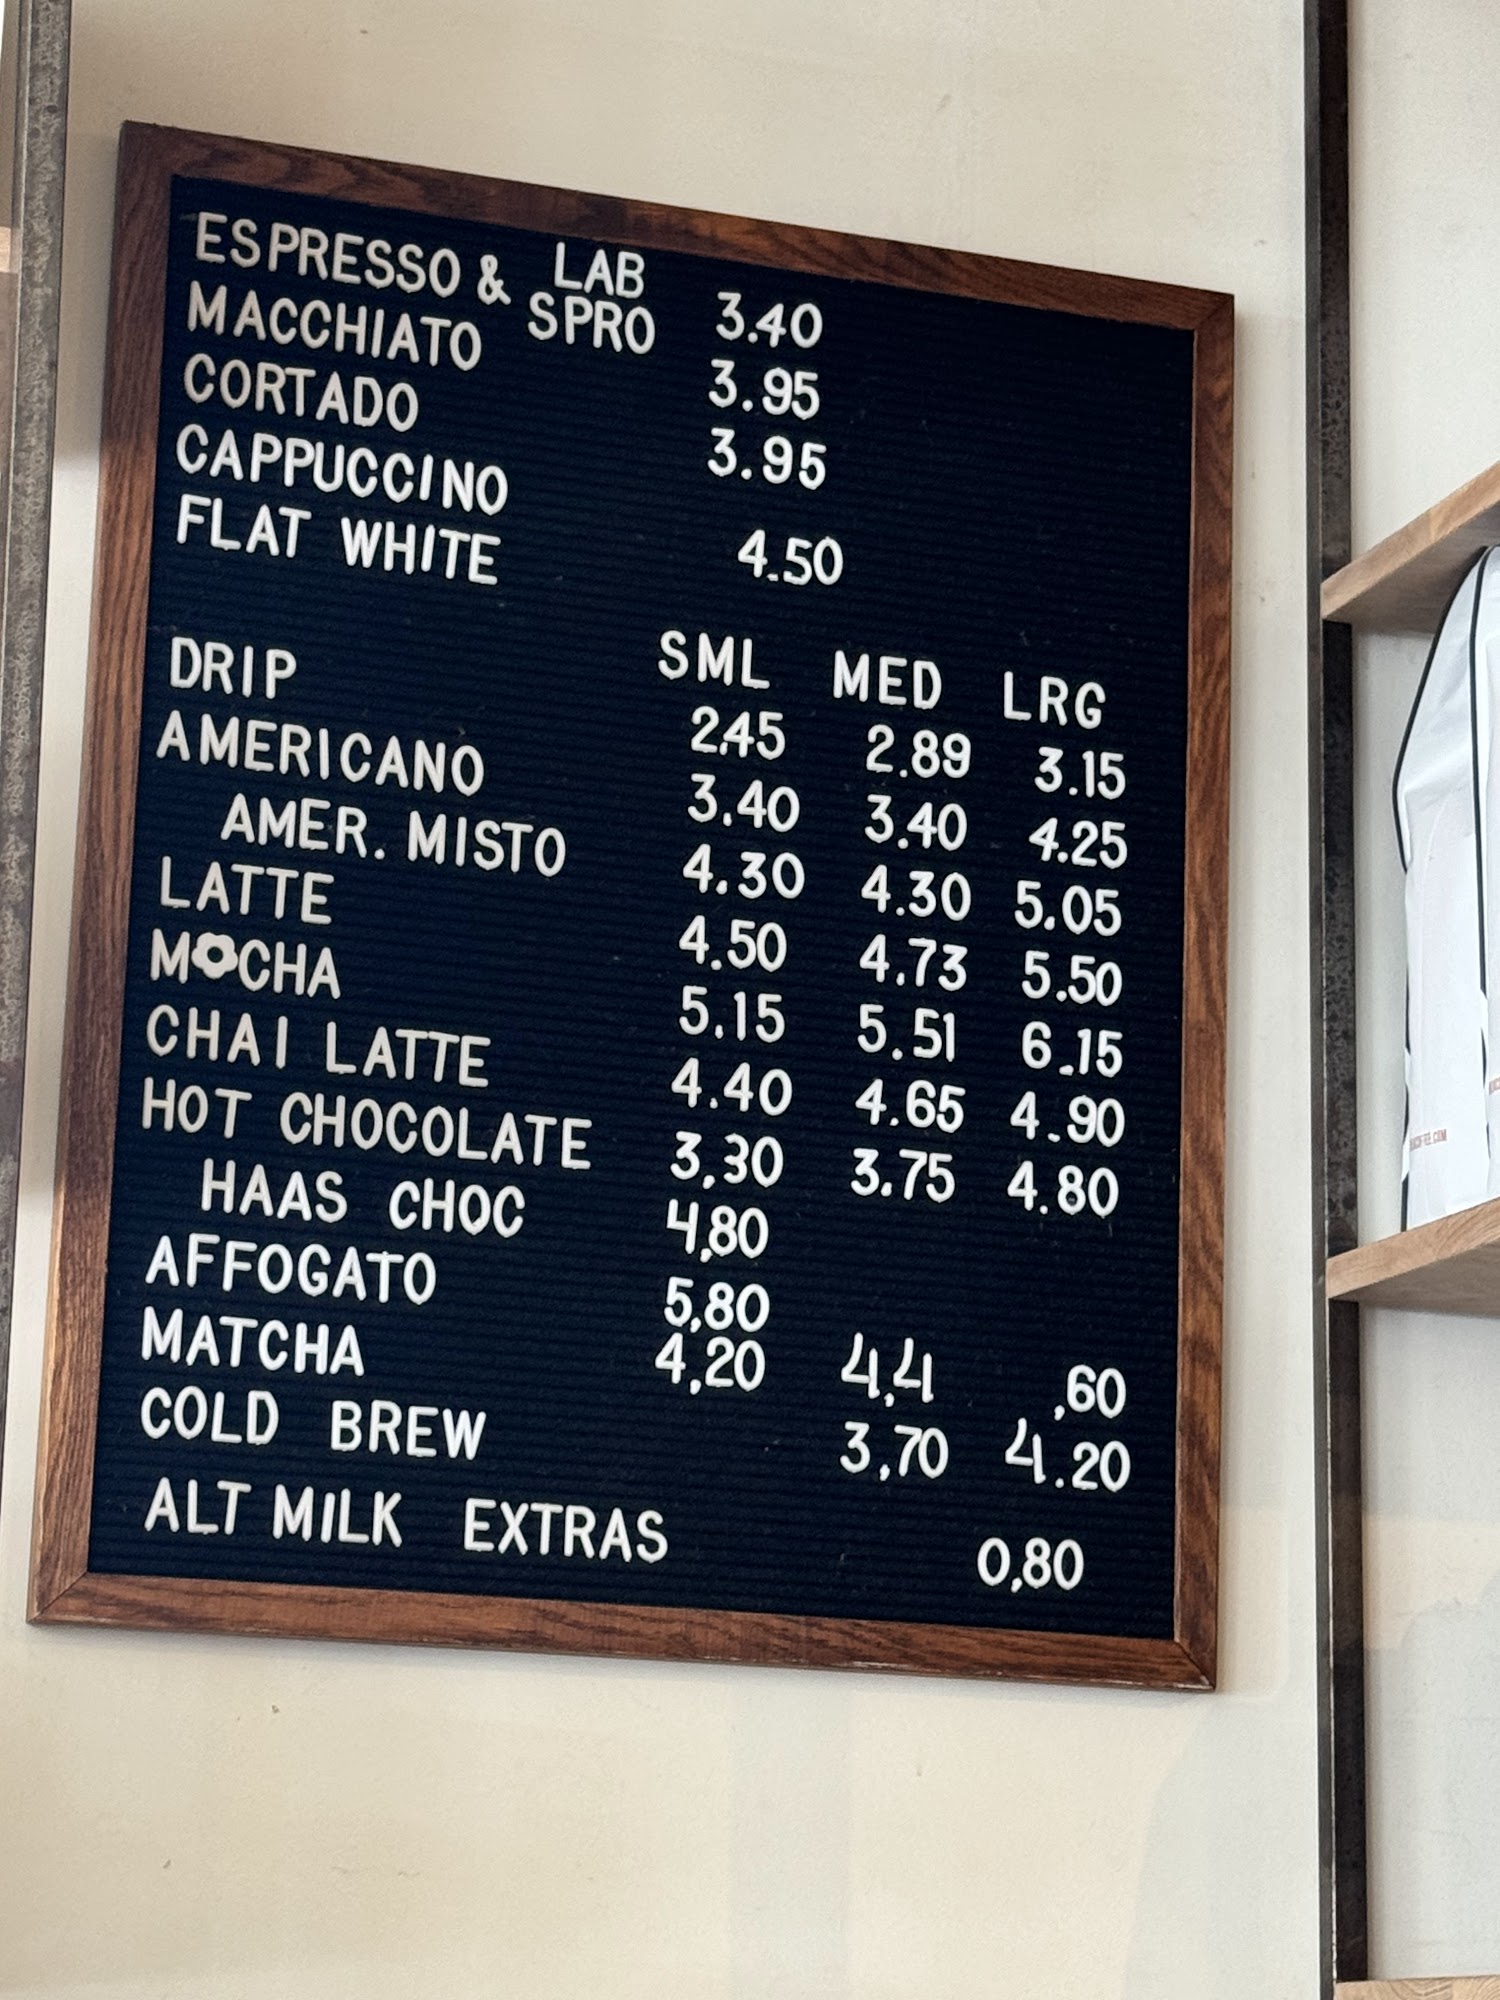 ESPRESSO & LAB SPRO 3.40
MACCHIATO 3.95
CORTADO 3.95
CAPPUCCINO
FLAT WHITE 4.50
SML MED LRG
DRIP 2.45 2.89 3.15
AMERICANO 3.40 3.40 4.25
AMER. MISTO 4.30 4.30 5.05
LATTE 4.50 4.73 5.50
MOCHA 5.15 5.51 6.15
CHAI LATTE 4.40 4.65 4.90
HOT CHOCOLATE 3,30 3.75 4.80
HAAS CHOC 4,80
AFFOGATO 5,80
MATCHA 4,20 4,4 ,60
COLD BREW 3,70 4.20
ALT MILK EXTRAS 0,80